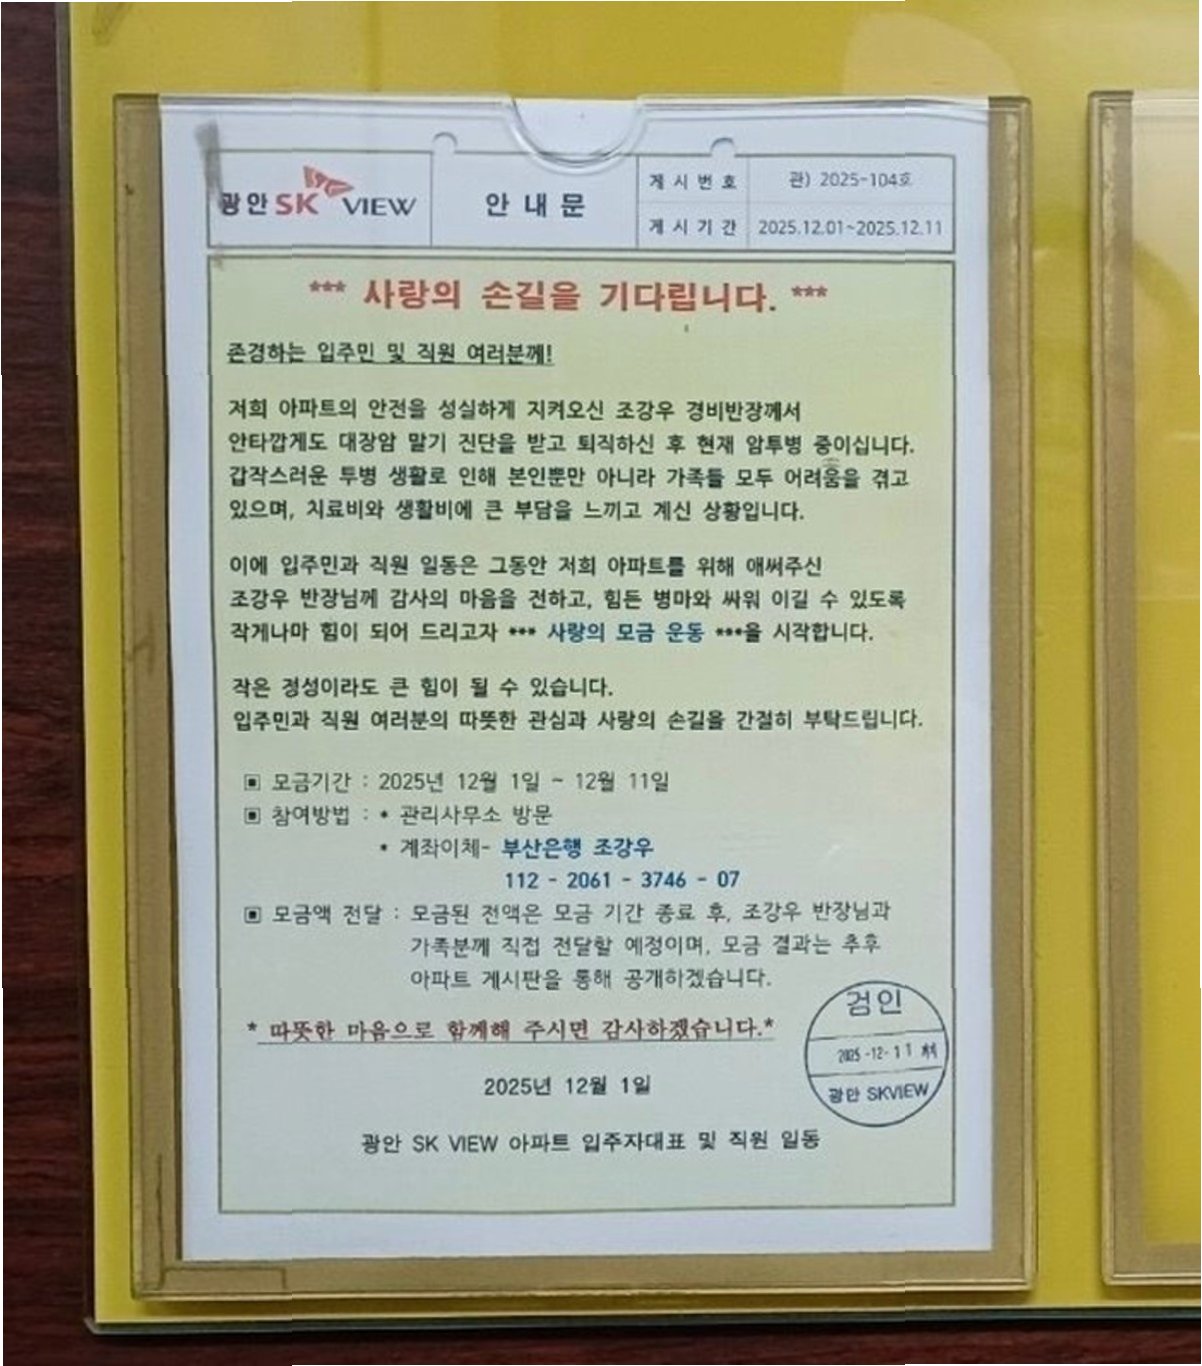 광안 SK VIEW
안 내 문
게 시 번 호 관) 2025-104호
게 시 기 간 2025.12.01~2025.12.11
*** 사랑의 손길을 기다립니다. ***
존경하는 입주민 및 직원 여러분께!
저희 아파트의 안전을 성실하게 지켜오신 조강우 경비반장께서
안타깝게도 대장암 말기 진단을 받고 퇴직하신 후 현재 암투병 중이십니다.
갑작스러운 투병 생활로 인해 본인뿐만 아니라 가족들 모두 어려움을 겪고
있으며, 치료비와 생활비에 큰 부담을 느끼고 계신 상황입니다.
이에 입주민과 직원 일동은 그동안 저희 아파트를 위해 애써주신
조강우 반장님께 감사의 마음을 전하고, 힘든 병마와 싸워 이길 수 있도록
작게나마 힘이 되어 드리고자 *** 사랑의 모금 운동 ***을 시작합니다.
작은 정성이라도 큰 힘이 될 수 있습니다.
입주민과 직원 여러분의 따뜻한 관심과 사랑의 손길을 간절히 부탁드립니다.
▣ 모금기간 : 2025년 12월 1일 ~ 12월 11일
▣ 참여방법 : * 관리사무소 방문
* 계좌이체- 부산은행 조강우
112 - 2061 - 3746 - 07
▣ 모금액 전달 : 모금된 전액은 모금 기간 종료 후, 조강우 반장님과
가족분께 직접 전달할 예정이며, 모금 결과는 추후
아파트 게시판을 통해 공개하겠습니다.
* 따뜻한 마음으로 함께해 주시면 감사하겠습니다.*
검인
2025-12-11
광안 SKVIEW
2025년 12월 1일
광안 SK VIEW 아파트 입주자대표 및 직원 일동